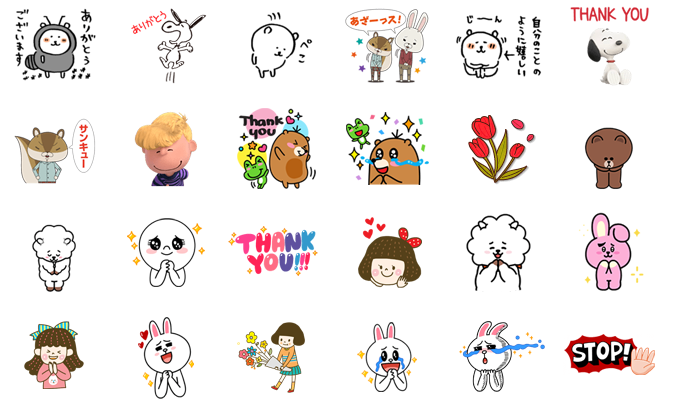 ありがとう
ございます
ありがとう
ぺこ
あざーっス!
じーん
自分のことの
ように嬉しい
THANK YOU
サンキュー
Thank
you
THANK
YOU!!!
STOP!